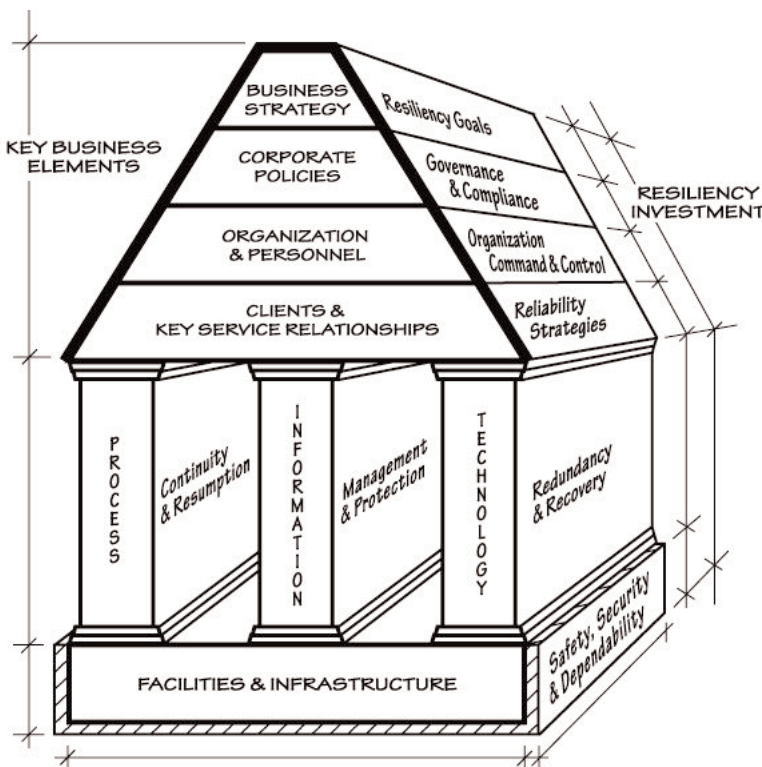 BUSINESS
STRATEGY
Resiliency Goals
KEY BUSINESS
ELEMENTS
CORPORATE
POLICIES
Governance
& Compliance
RESILIENCY
INVESTMENT
ORGANIZATION
& PERSONNEL
Organization
Command & Control
CLIENTS &
KEY SERVICE RELATIONSHIPS
Reliability
Strategies
PROCESS
Continuity
& Resumption
INFORMATION
Management
& Protection
TECHNOLOGY
Redundancy
& Recovery
FACILITIES & INFRASTRUCTURE
Safety, Security
& Dependability